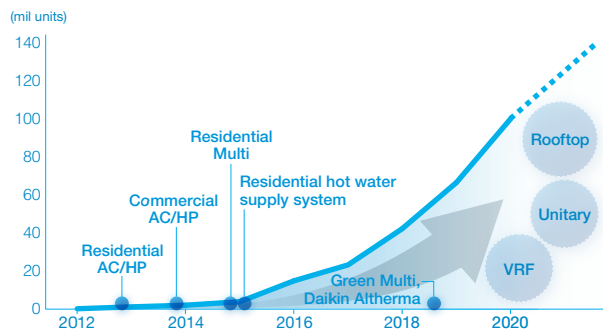 (mil units)
140
120
100
80
60
40
20
0
Residential
AC/HP
Commercial
AC/HP
Residential
Multi
Residential hot water
supply system
Green Multi,
Daikin Altherma
Rooftop
Unitary
VRF
2012
2014
2016
2018
2020